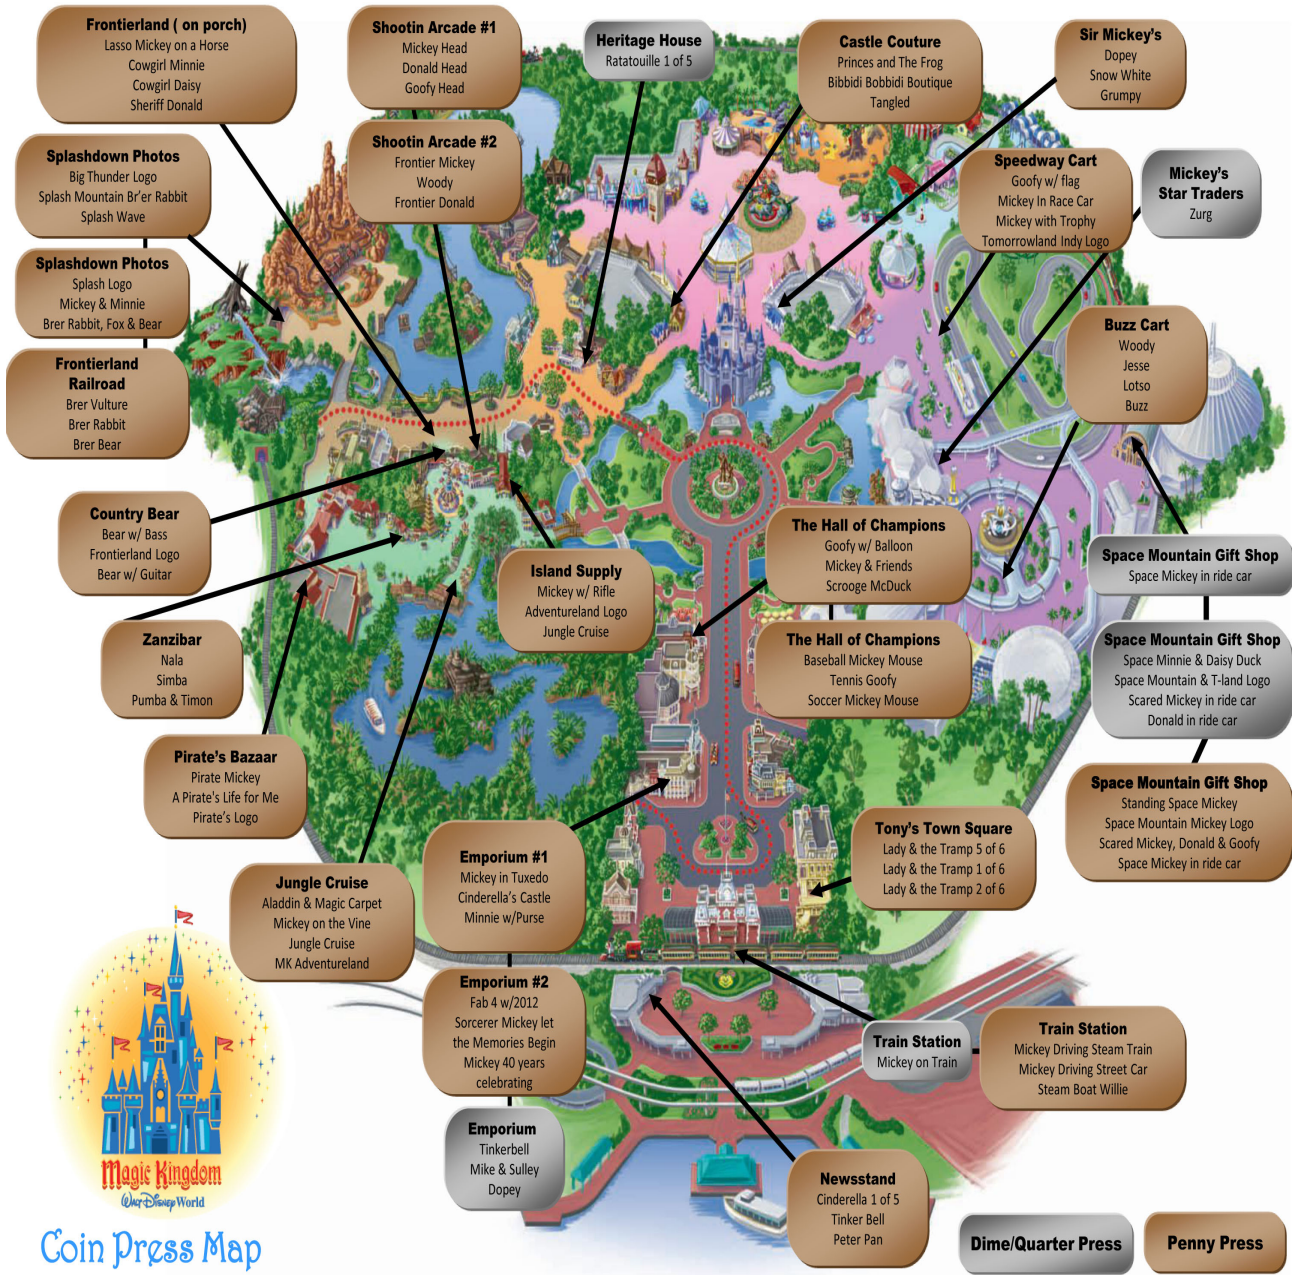 Frontierland ( on porch)
Lasso Mickey on a Horse
Cowgirl Minnie
Cowgirl Daisy
Sheriff Donald
Shootin Arcade #1
Mickey Head
Donald Head
Goofy Head
Heritage House
Ratatouille 1 of 5
Castle Couture
Princes and The Frog
Bibbidi Bobbidi Boutique
Tangled
Sir Mickey's
Dopey
Snow White
Grumpy
Splashdown Photos
Big Thunder Logo
Splash Mountain Br'er Rabbit
Splash Wave
Shootin Arcade #2
Frontier Mickey
Woody
Frontier Donald
Speedway Cart
Goofy w/ flag
Mickey In Race Car
Mickey with Trophy
Tomorrowland Indy Logo
Mickey's
Star Traders
Zurg
Splashdown Photos
Splash Logo
Mickey & Minnie
Brer Rabbit, Fox & Bear
Buzz Cart
Woody
Jesse
Lotso
Buzz
Frontierland
Railroad
Brer Vulture
Brer Rabbit
Brer Bear
Country Bear
Bear w/ Bass
Frontierland Logo
Bear w/ Guitar
Island Supply
Mickey w/ Rifle
Adventureland Logo
Jungle Cruise
The Hall of Champions
Goofy w/ Balloon
Mickey & Friends
Scrooge McDuck
Space Mountain Gift Shop
Space Mickey in ride car
Zanzibar
Nala
Simba
Pumba & Timon
The Hall of Champions
Baseball Mickey Mouse
Tennis Goofy
Soccer Mickey Mouse
Space Mountain Gift Shop
Space Minnie & Daisy Duck
Space Mountain & T-land Logo
Scared Mickey in ride car
Donald in ride car
Pirate's Bazaar
Pirate Mickey
A Pirate's Life for Me
Pirate's Logo
Space Mountain Gift Shop
Standing Space Mickey
Space Mountain Mickey Logo
Scared Mickey, Donald & Goofy
Space Mickey in ride car
Jungle Cruise
Aladdin & Magic Carpet
Mickey on the Vine
Jungle Cruise
MK Adventureland
Emporium #1
Mickey in Tuxedo
Cinderella's Castle
Minnie w/Purse
Tony's Town Square
Lady & the Tramp 5 of 6
Lady & the Tramp 1 of 6
Lady & the Tramp 2 of 6
Emporium #2
Fab 4 w/2012
Sorcerer Mickey let
the Memories Begin
Mickey 40 years
celebrating
Train Station
Mickey on Train
Train Station
Mickey Driving Steam Train
Mickey Driving Street Car
Steam Boat Willie
Emporium
Tinkerbell
Mike & Sulley
Dopey
Newsstand
Cinderella 1 of 5
Tinker Bell
Peter Pan
Magic Kingdom
Walt Disney World
Coin Press Map
Dime/Quarter Press
Penny Press